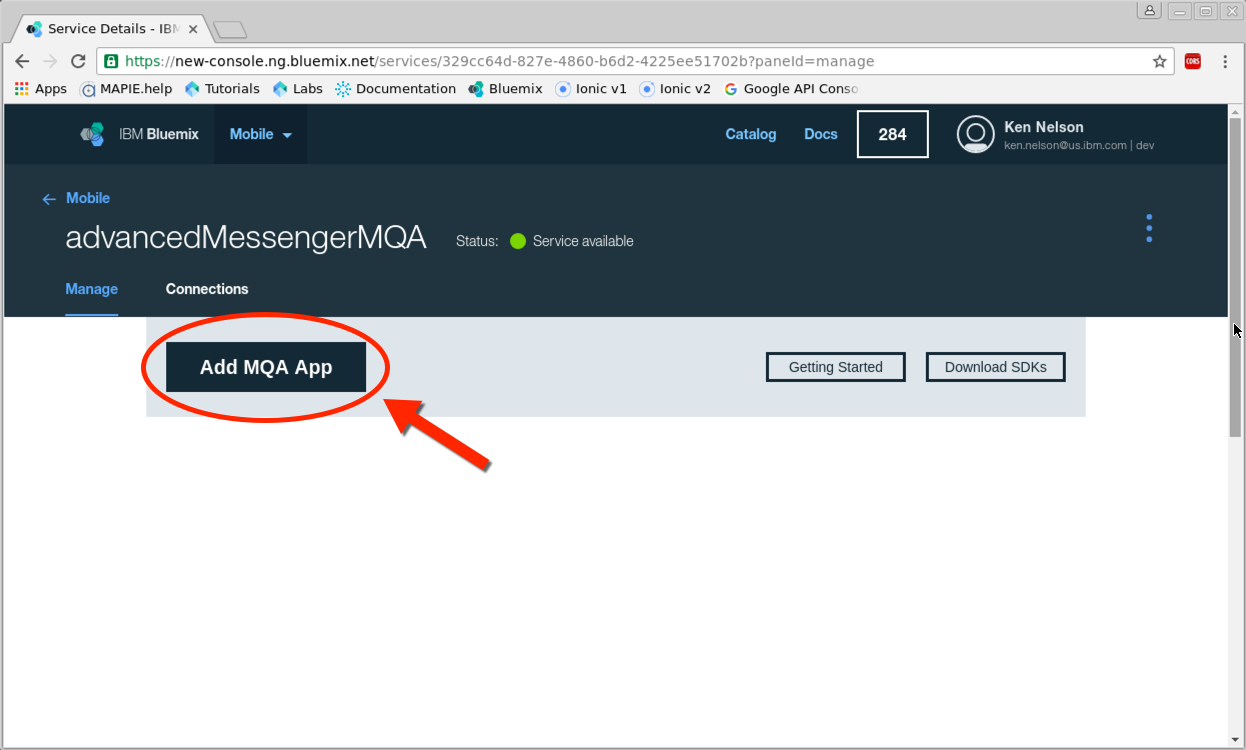 Service Details - IBM
https://new-console.ng.bluemix.net/services/329cc64d-827e-4860-b6d2-4225ee51702b?paneId=manage
CORS
Apps MAPIE.help Tutorials Labs Documentation Bluemix Ionic v1 Ionic v2 Google API Conso
IBM Bluemix Mobile Catalog Docs 284 Ken Nelson
ken.nelson@us.ibm.com | dev
Mobile
advancedMessengerMQA Status: Service available
Manage Connections
Add MQA App Getting Started Download SDKs